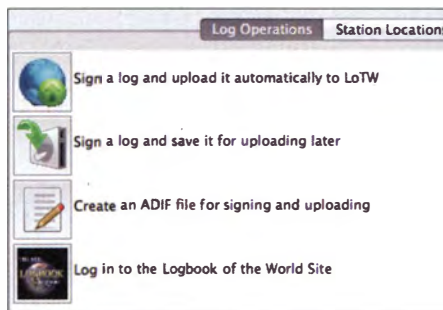 Log Operations Station Locations
Sign a log and upload it automatically to LoTW
Sign a log and save it for uploading later
Create an ADIF file for signing and uploading
LOGBOOK
Log in to the Logbook of the World Site